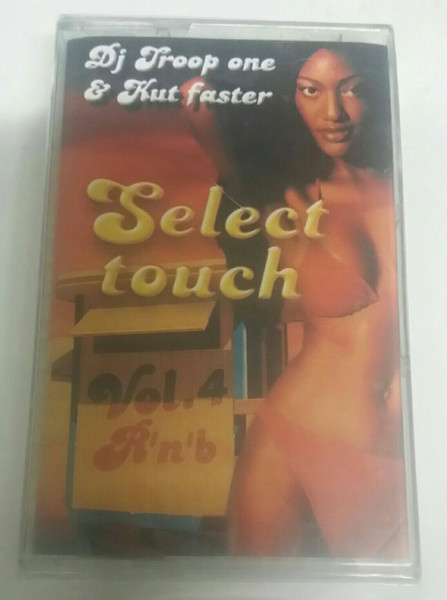 Dj Troop one
& Kut faster
Select
touch
Vol. 4
R'n'b